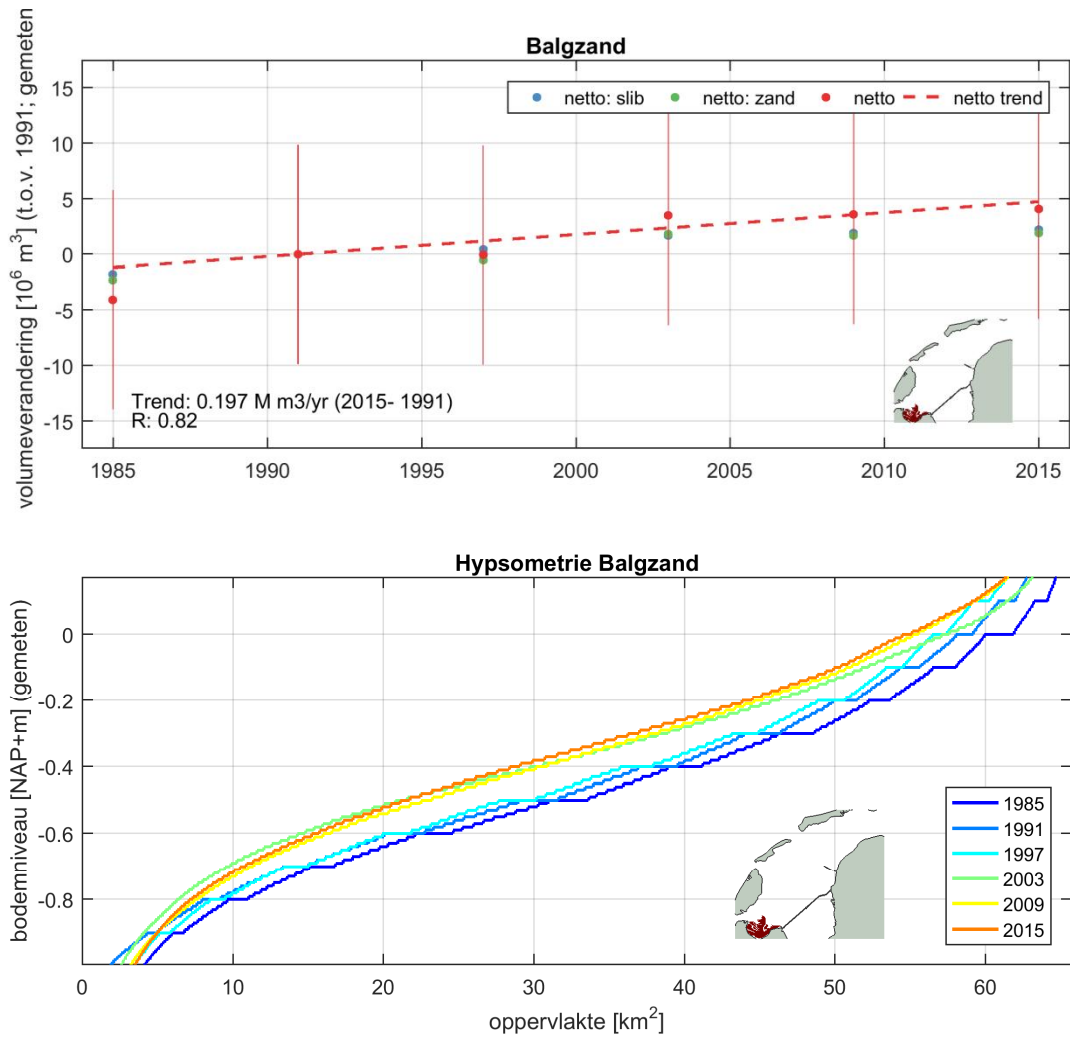 Balgzand
volumeverandering [10^6 m^3] (t.o.v. 1991; gemeten
netto: slib netto: zand netto netto trend
15
10
5
0
-5
-10
-15
Trend: 0.197 M m3/yr (2015- 1991)
R: 0.82
1985 1990 1995 2000 2005 2010 2015
Hypsometrie Balgzand
bodemniveau [NAP+m] (gemeten)
0
-0.2
-0.4
-0.6
-0.8
1985
1991
1997
2003
2009
2015
0 10 20 30 40 50 60
oppervlakte [km^2]